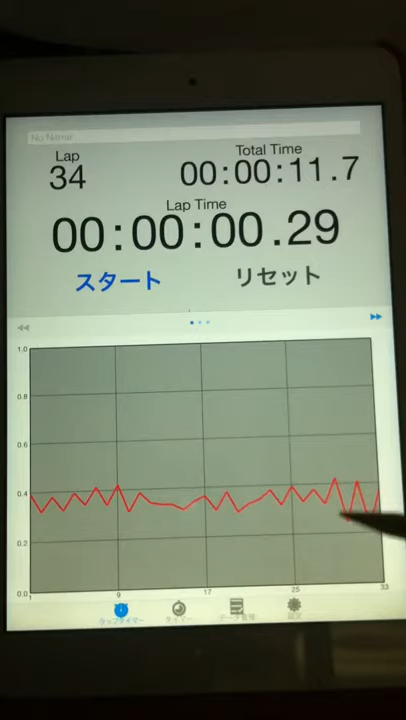 No Name
Lap
Total Time
34
00:00:11.7
Lap Time
00:00:00.29
スタート
リセット
1.0
0.8
0.6
0.4
0.2
0.0
1
9
17
25
33
ラップタイマー
タイマー
データ管理
設定